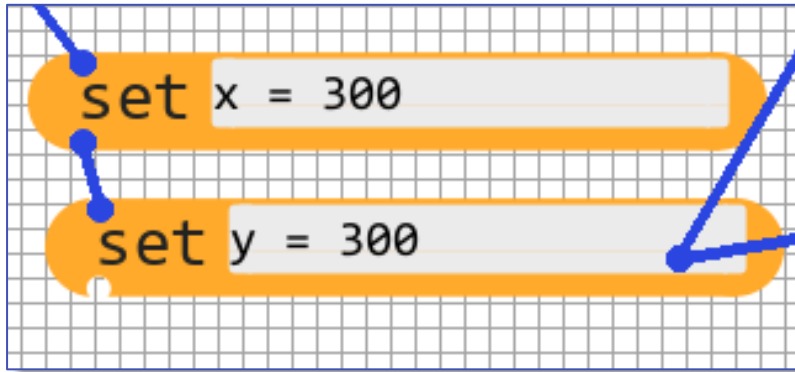 set x = 300
set y = 300